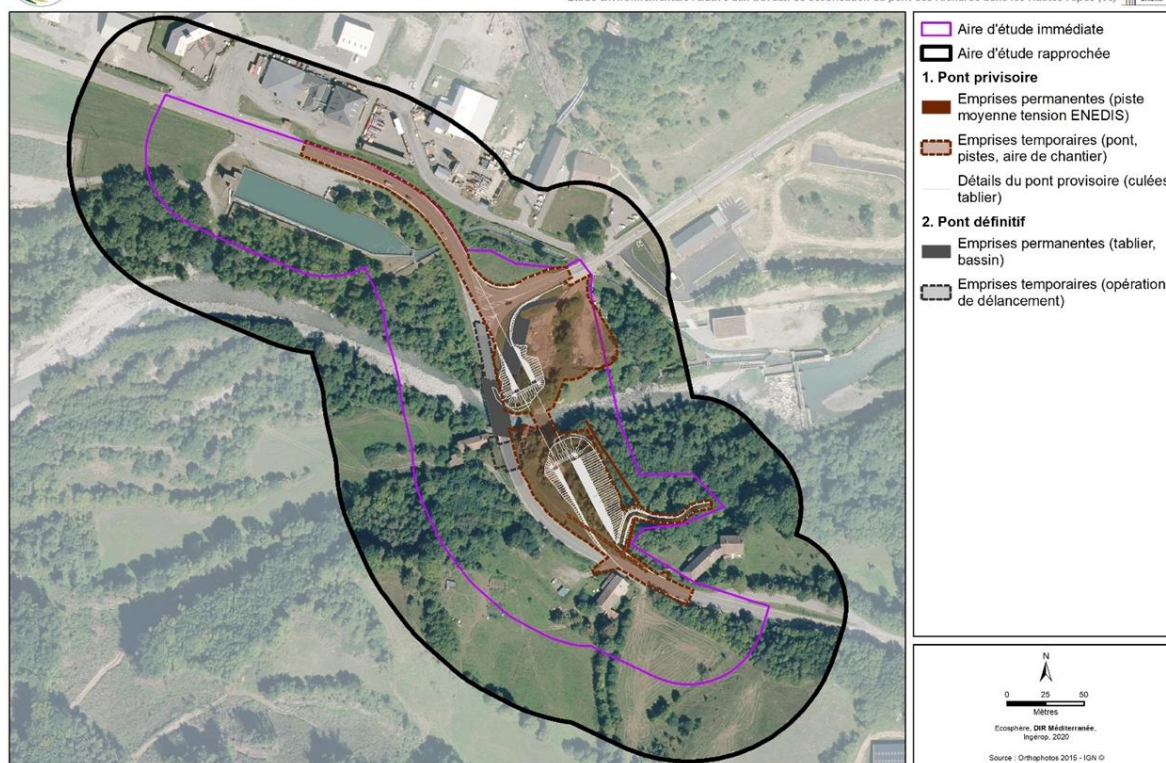 Aire d'étude immédiate
Aire d'étude rapprochée
1. Pont privisoire
Emprises permanentes (piste
moyenne tension ENEDIS)
Emprises temporaires (pont,
pistes, aire de chantier)
Détails du pont provisoire (culées
tablier)
2. Pont définitif
Emprises permanentes (tablier,
bassin)
Emprises temporaires (opération
de délancement)
N
0 25 50
Mètres
Ecosphère, DIR Méditerranée,
Ingérop, 2020
Source : Orthophotos 2015 - IGN ©